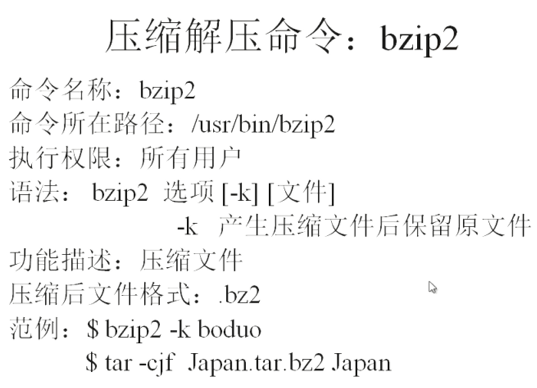 压缩解压命令：bzip2
命令名称：bzip2
命令所在路径：/usr/bin/bzip2
执行权限：所有用户
语法： bzip2 选项 [-k] [文件]
-k 产生压缩文件后保留原文件
功能描述：压缩文件
压缩后文件格式：.bz2
范例：$ bzip2 -k boduo
$ tar -cjf Japan.tar.bz2 Japan